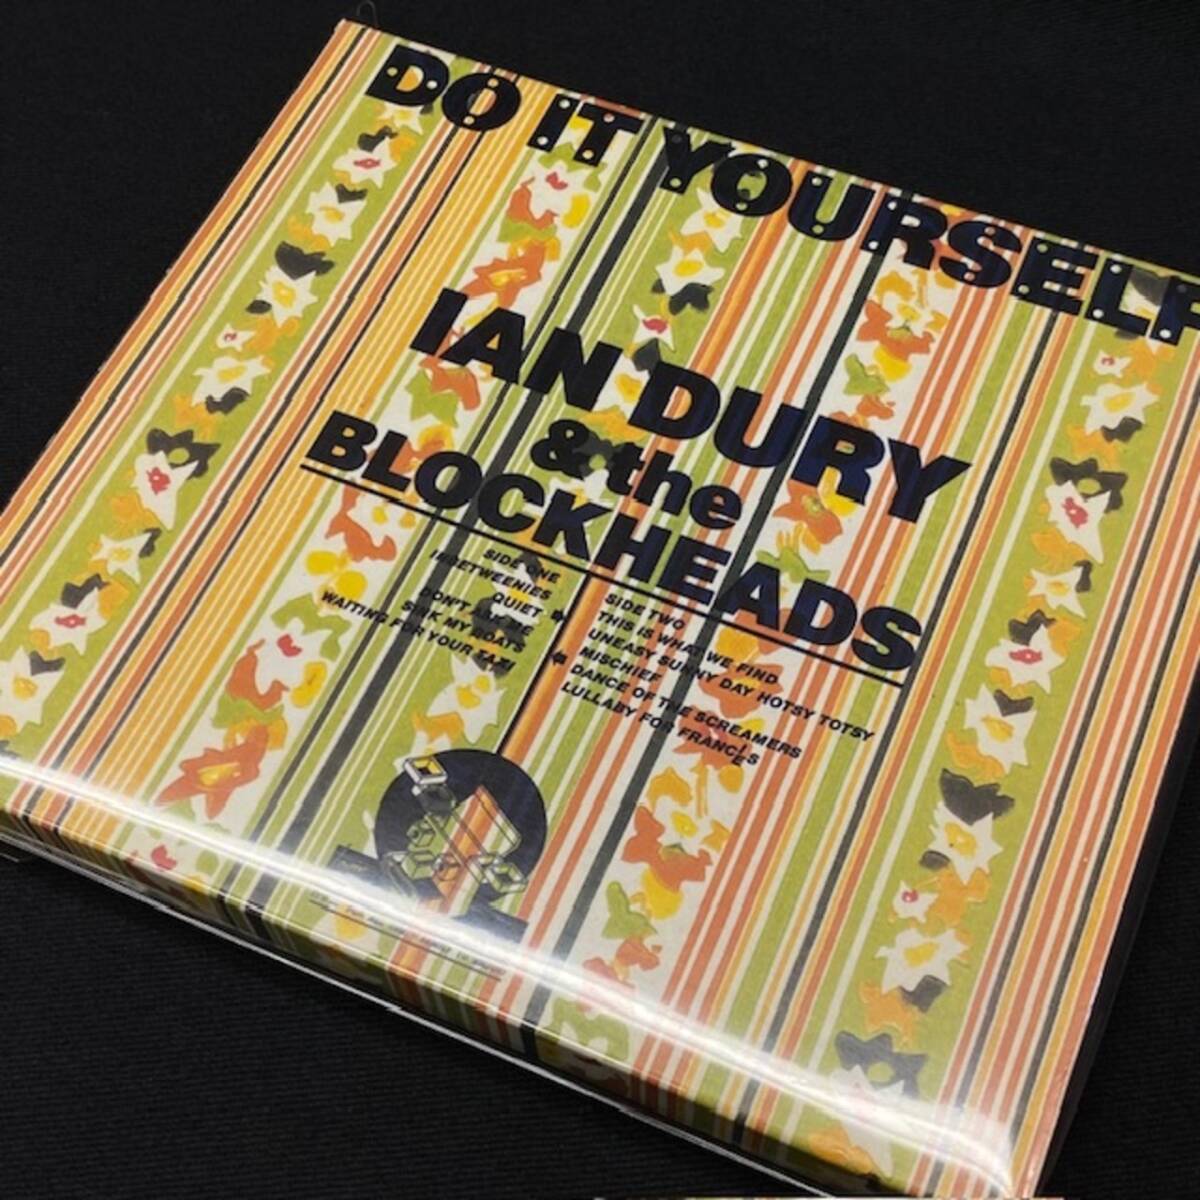 DO IT YOURSELF
IAN DURY
& the
BLOCKHEADS
SIDE ONE
INBETWEENIES
QUIET
DON'T ASK ME
SINK MY BOATS
WAITING FOR YOUR TAXI
SIDE TWO
THIS IS WHAT WE FIND
UNEASY SUNNY DAY HOTSY TOTSY
MISCHIEF
DANCE OF THE SCREAMERS
LULLABY FOR FRANC/ES